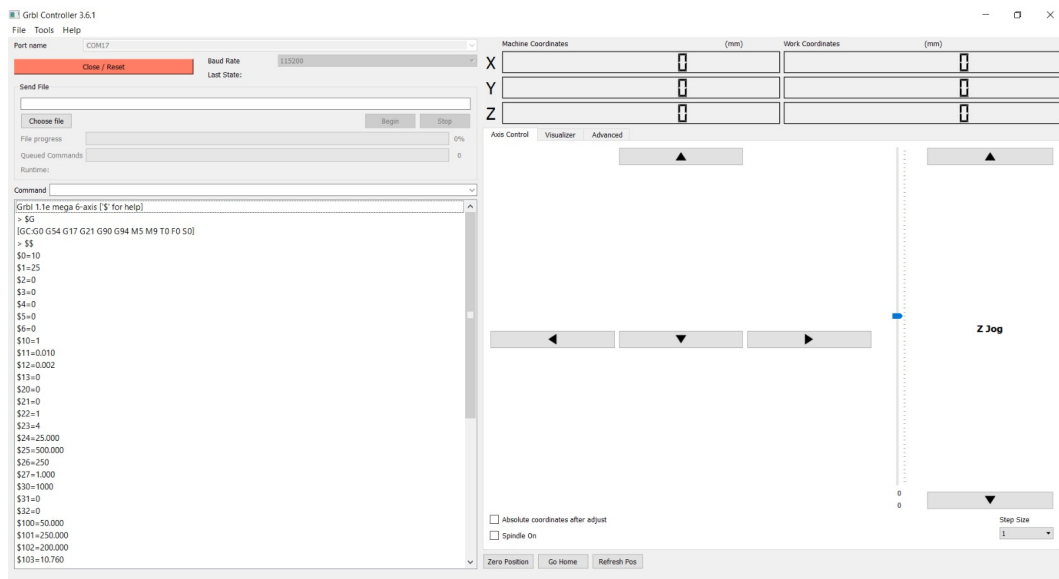 Grbl Controller 3.6.1
File Tools Help
Port name COM17
Close / Reset
Baud Rate 115200
Last State:
Send File
Choose file Begin Stop
File progress 0%
Queued Commands 0
Runtime:
Command
Grbl 1.1e mega 6-axis ['$' for help]
> $G
[GC:G0 G54 G17 G21 G90 G94 M5 M9 T0 F0 S0]
> $$
$0=10
$1=25
$2=0
$3=0
$4=0
$5=0
$6=0
$10=1
$11=0.010
$12=0.002
$13=0
$20=0
$21=0
$22=1
$23=4
$24=25.000
$25=500.000
$26=250
$27=1.000
$30=1000
$31=0
$32=0
$100=50.000
$101=250.000
$102=200.000
$103=10.760
Machine Coordinates (mm) Work Coordinates (mm)
X 0 0
Y 0 0
Z 0 0
Axis Control Visualizer Advanced
Z Jog
0
0
Absolute coordinates after adjust
Spindle On
Step Size
1
Zero Position Go Home Refresh Pos